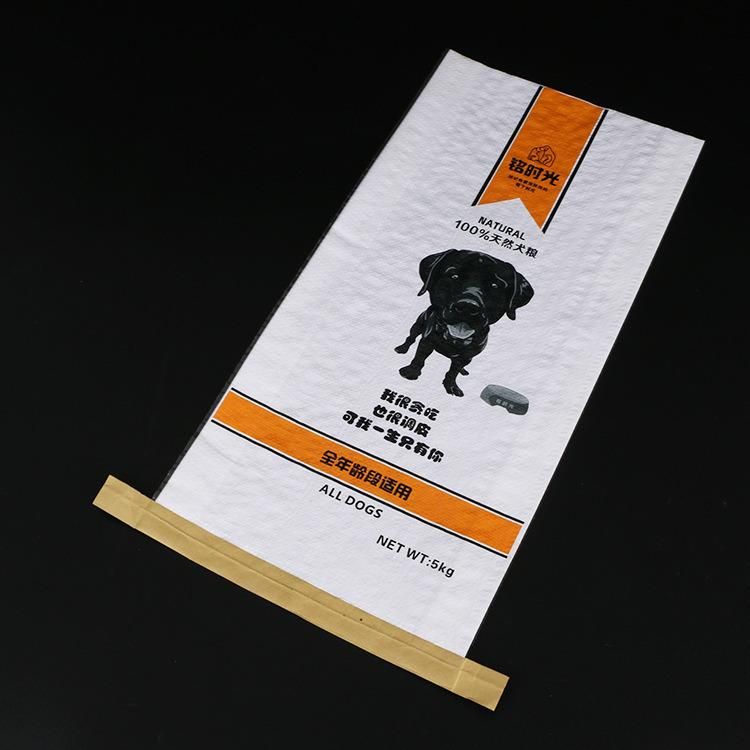 铭时光
NATURAL
100%天然犬粮
我很贪吃
也很调皮
可我一生只有你
全年龄段适用
ALL DOGS
NET WT:5kg